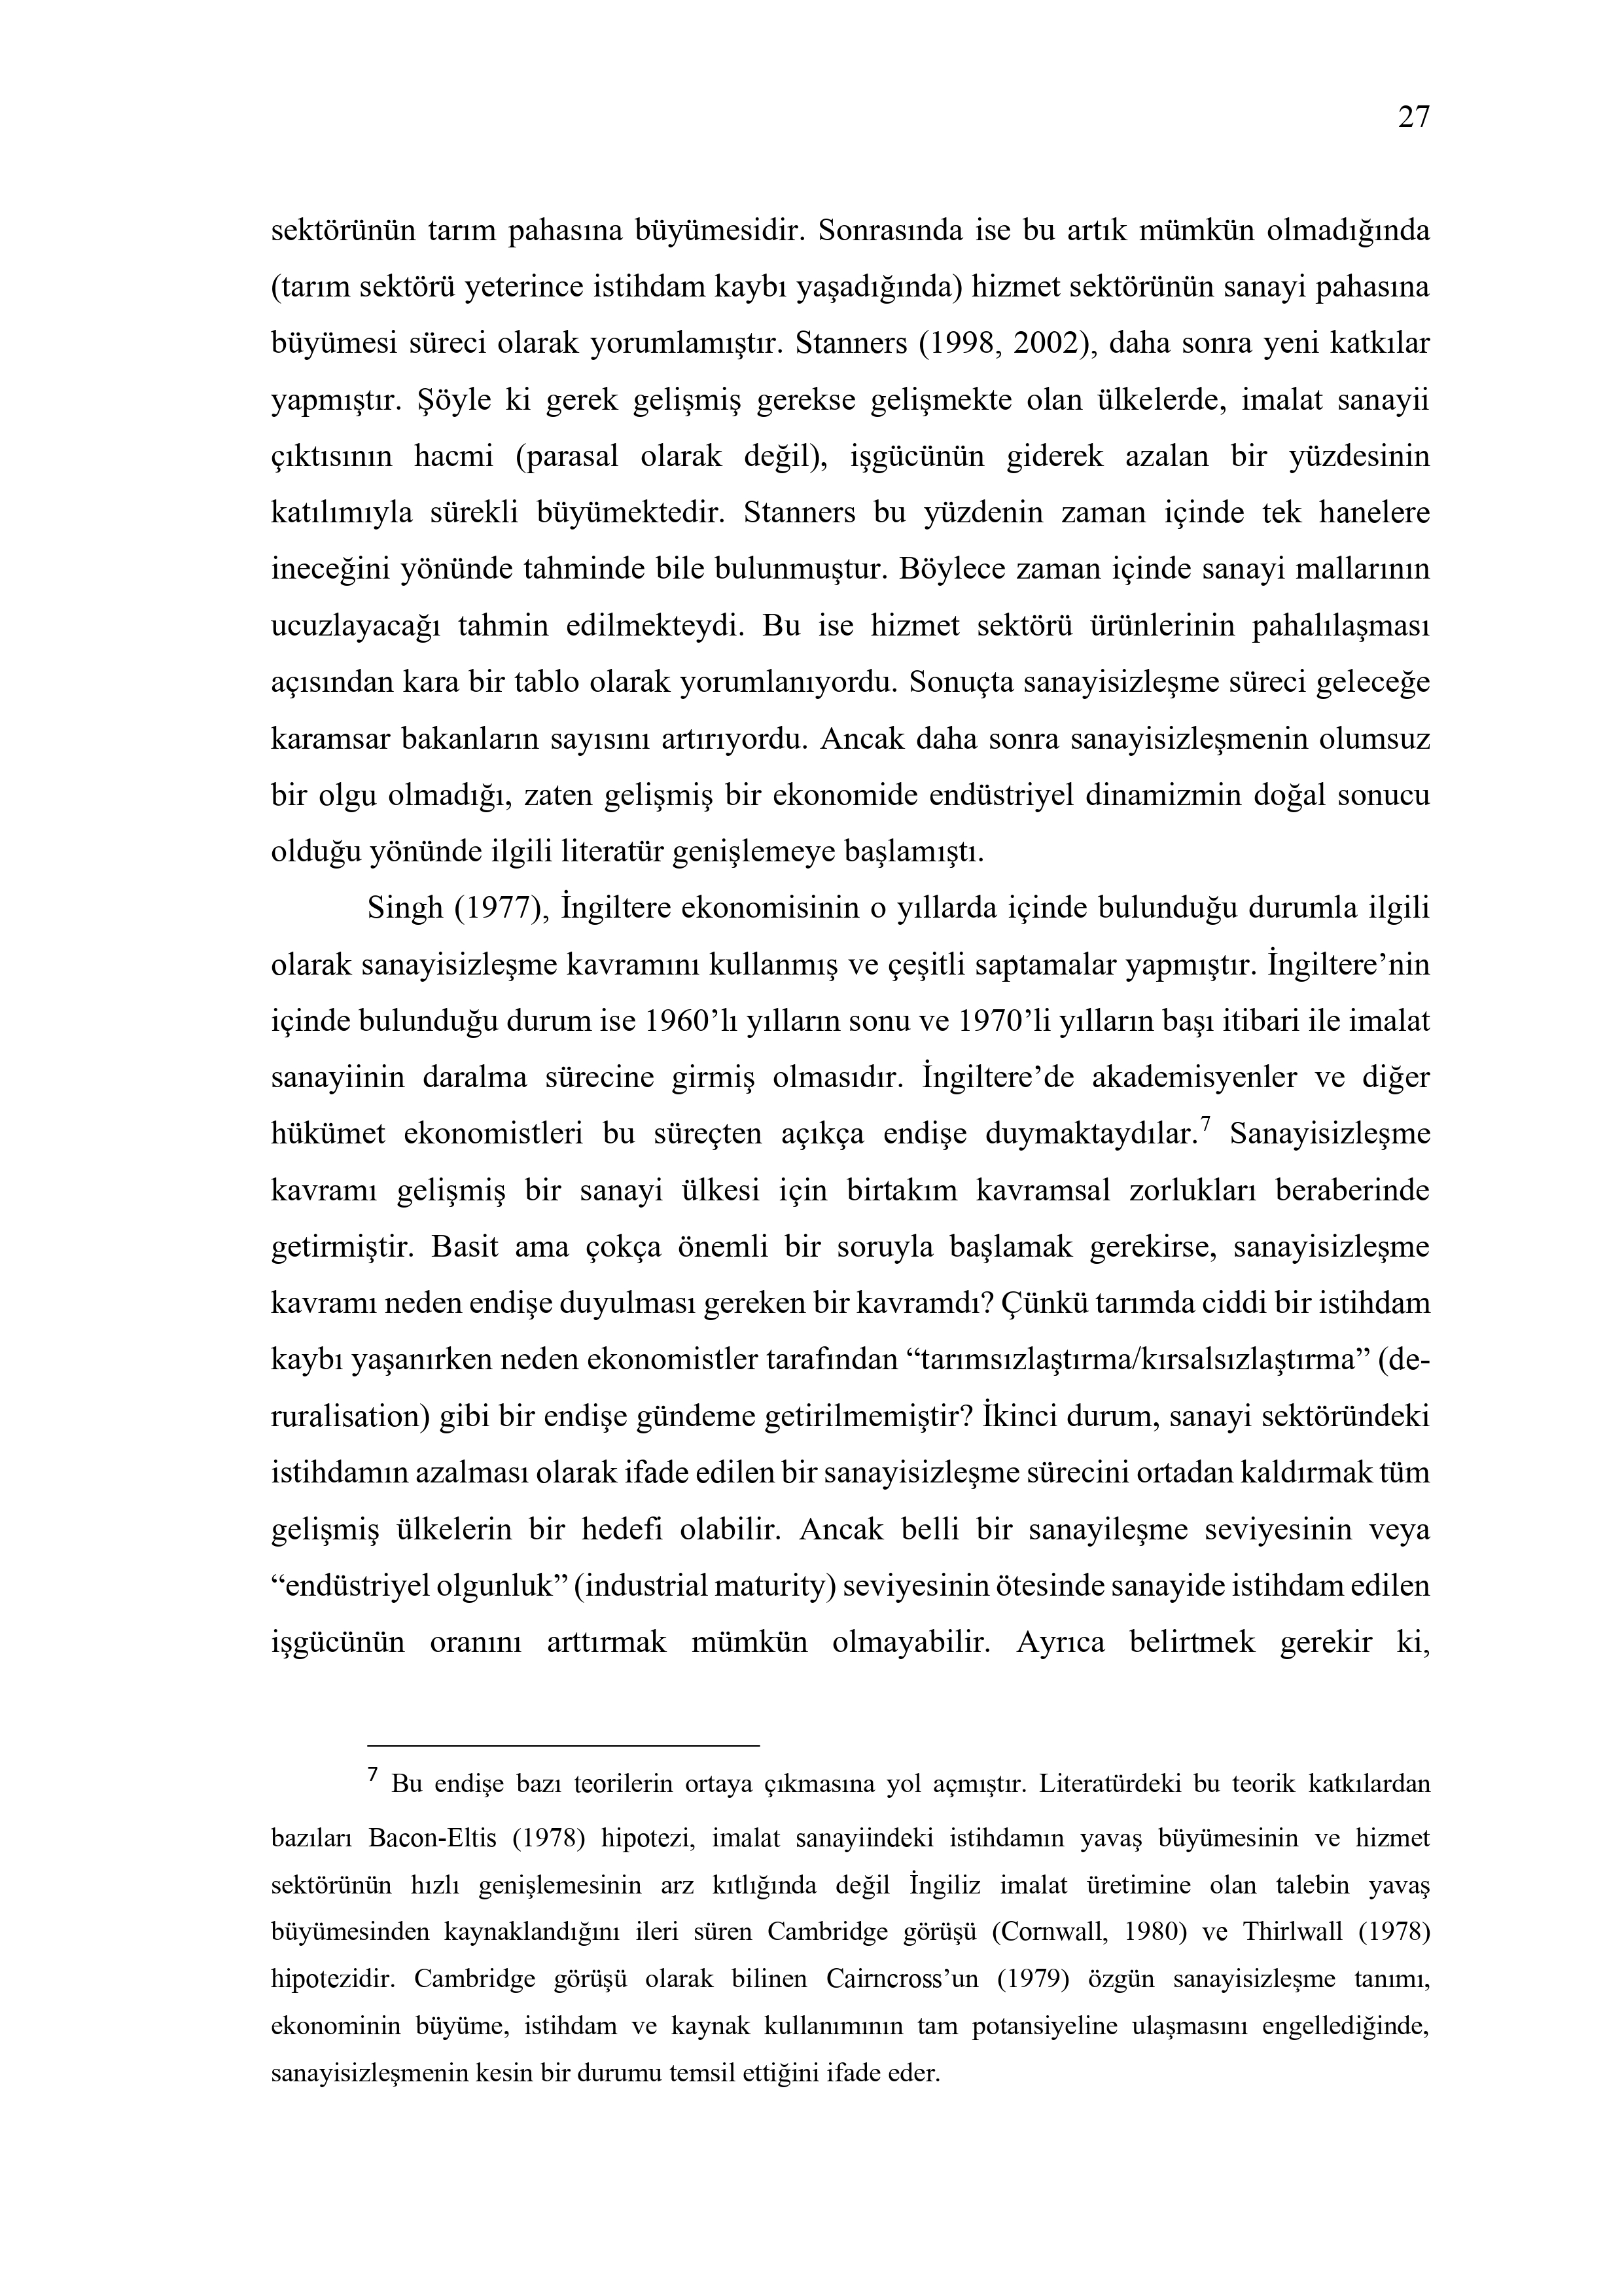 27
sektörünün tarım pahasına büyümesidir. Sonrasında ise bu artık mümkün olmadığında
(tarım sektörü yeterince istihdam kaybı yaşadığında) hizmet sektörünün sanayi pahasına
büyümesi süreci olarak yorumlamıştır. Stanners (1998, 2002), daha sonra yeni katkılar
yapmıştır. Şöyle ki gerek gelişmiş gerekse gelişmekte olan ülkelerde, imalat sanayii
çıktısının hacmi (parasal olarak değil), işgücünün giderek azalan bir yüzdesinin
katılımıyla sürekli büyümektedir. Stanners bu yüzdenin zaman içinde tek hanelere
ineceğini yönünde tahminde bile bulunmuştur. Böylece zaman içinde sanayi mallarının
ucuzlayacağı tahmin edilmekteydi. Bu ise hizmet sektörü ürünlerinin pahalılaşması
açısından kara bir tablo olarak yorumlanıyordu. Sonuçta sanayisizleşme süreci geleceğe
karamsar bakanların sayısını artırıyordu. Ancak daha sonra sanayisizleşmenin olumsuz
bir olgu olmadığı, zaten gelişmiş bir ekonomide endüstriyel dinamizmin doğal sonucu
olduğu yönünde ilgili literatür genişlemeye başlamıştı.
Singh (1977), İngiltere ekonomisinin o yıllarda içinde bulunduğu durumla ilgili
olarak sanayisizleşme kavramını kullanmış ve çeşitli saptamalar yapmıştır. İngiltere’nin
içinde bulunduğu durum ise 1960’lı yılların sonu ve 1970’li yılların başı itibari ile imalat
sanayiinin daralma sürecine girmiş olmasıdır. İngiltere’de akademisyenler ve diğer
hükümet ekonomistleri bu süreçten açıkça endişe duymaktaydılar.7 Sanayisizleşme
kavramı gelişmiş bir sanayi ülkesi için birtakım kavramsal zorlukları beraberinde
getirmiştir. Basit ama çokça önemli bir soruyla başlamak gerekirse, sanayisizleşme
kavramı neden endişe duyulması gereken bir kavramdı? Çünkü tarımda ciddi bir istihdam
kaybı yaşanırken neden ekonomistler tarafından “tarımsızlaştırma/kırsalsızlaştırma” (de-
ruralisation) gibi bir endişe gündeme getirilmemiştir? İkinci durum, sanayi sektöründeki
istihdamın azalması olarak ifade edilen bir sanayisizleşme sürecini ortadan kaldırmak tüm
gelişmiş ülkelerin bir hedefi olabilir. Ancak belli bir sanayileşme seviyesinin veya
“endüstriyel olgunluk” (industrial maturity) seviyesinin ötesinde sanayide istihdam edilen
işgücünün oranını arttırmak mümkün olmayabilir. Ayrıca belirtmek gerekir ki,
7 Bu endişe bazı teorilerin ortaya çıkmasına yol açmıştır. Literatürdeki bu teorik katkılardan
bazıları Bacon-Eltis (1978) hipotezi, imalat sanayiindeki istihdamın yavaş büyümesinin ve hizmet
sektörünün hızlı genişlemesinin arz kıtlığında değil İngiliz imalat üretimine olan talebin yavaş
büyümesinden kaynaklandığını ileri süren Cambridge görüşü (Cornwall, 1980) ve Thirlwall (1978)
hipotezidir. Cambridge görüşü olarak bilinen Cairncross’un (1979) özgün sanayisizleşme tanımı,
ekonominin büyüme, istihdam ve kaynak kullanımının tam potansiyeline ulaşmasını engellediğinde,
sanayisizleşmenin kesin bir durumu temsil ettiğini ifade eder.